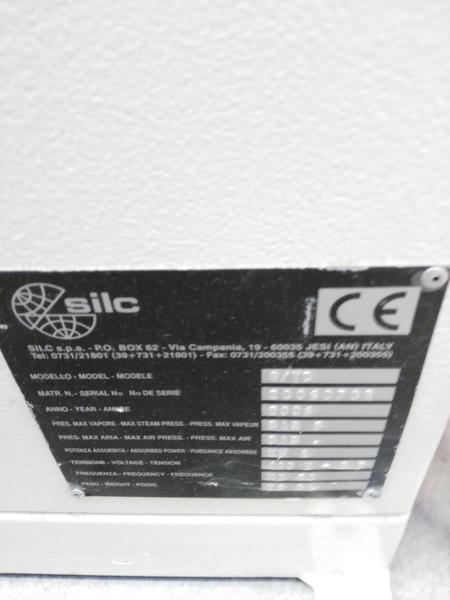 silc
CE
SILC s.p.a. - P.O. BOX 62 - Via Campania, 19 - 60035 JESI (AN) ITALY
Tel: 0731/21801 (39+731+21801) - Fax: 0731/200355 (39+731+200355)
MODELLO - MODEL - MODELE S/VC
MATR. N. - SERIAL No No DE SERIÉ
ANNO - YEAR - ANNÉE
PRES. MAX VAPORE - MAX STEAM PRESS. - PRESS. MAX VAPEUR
PRES. MAX ARIA - MAX AIR PRESS. - PRESS. MAX AIR
POTENZA ASSORBITA - ABSORBED POWER - PUISSANCE ABSORBEE
TENSIONE - VOLTAGE - TENSION
FREQUENZA - FREQUENCY - FREQUENCE
PESO - WEIGHT - POIDS